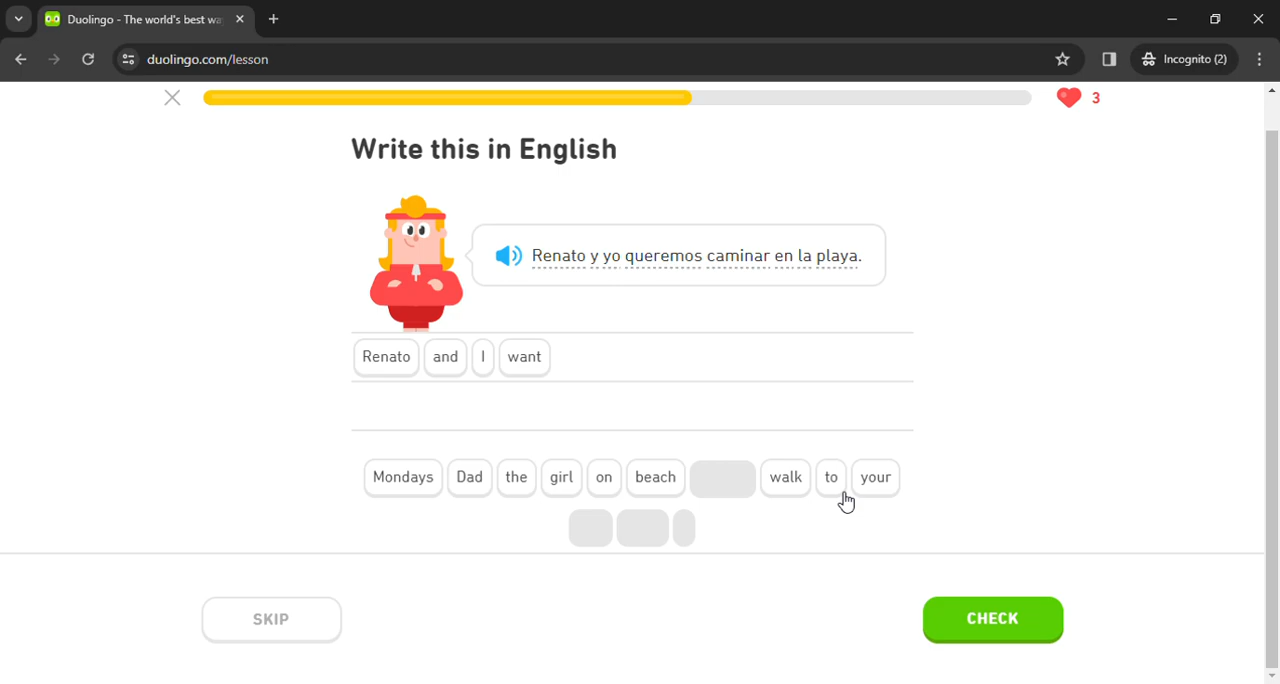 Duolingo - The world's best wa
duolingo.com/lesson
Incognito (2)
3
Write this in English
Renato y yo queremos caminar en la playa.
Renato and I want
Mondays Dad the girl on beach walk to your
SKIP
CHECK